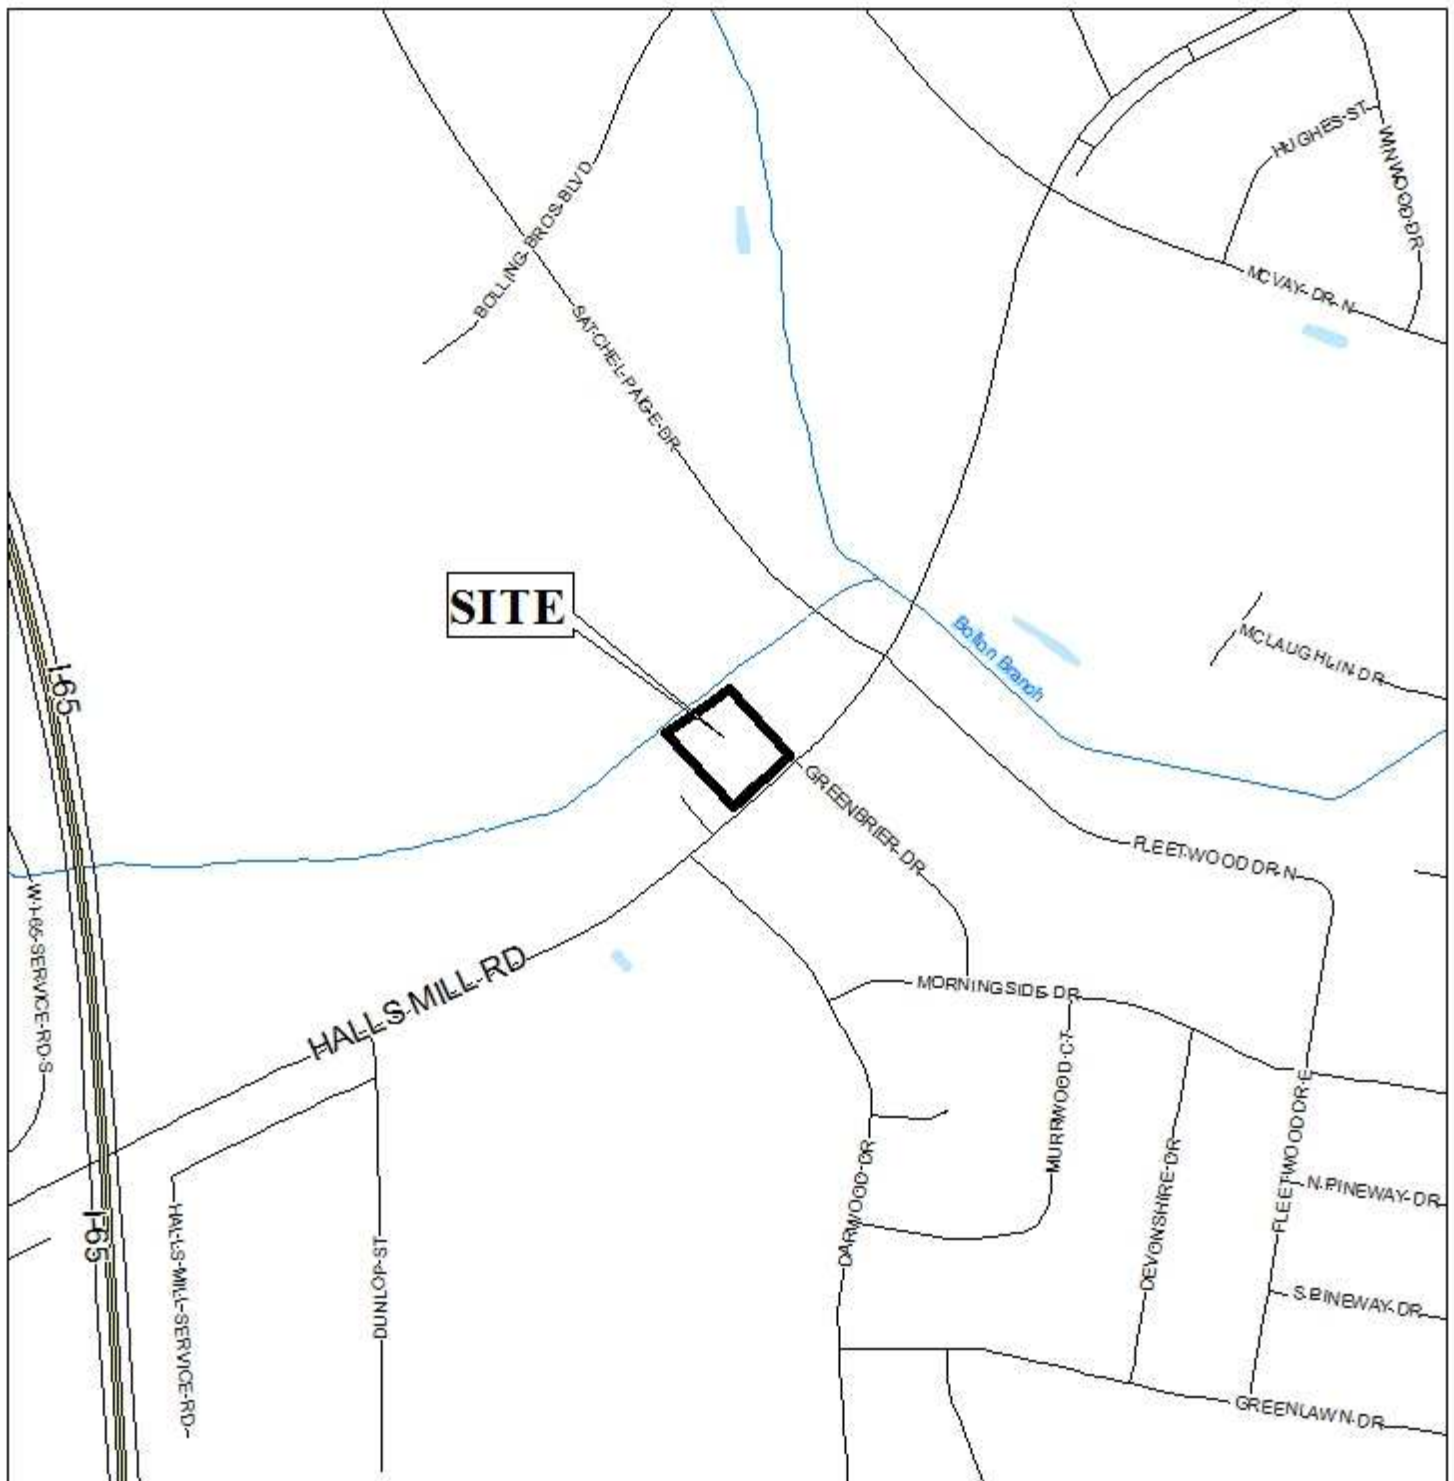 HUGHES ST
WINWOOD DR
BOLLING BROS BLVD
MCVAY DR N
SATCHEL PAIGE DR
SITE
Bolton Branch
MCLAUGHLIN DR
I-65
GREENBRIER DR
FLEETWOOD DR N
W I-65 SERVICE RD S
HALLS MILL RD
MORNINGSIDE DR
MURRWOOD CT
FLEETWOOD DR E
DARWOOD DR
DEVONSHIRE DR
N PINEWAY DR
I-65
HALLS MILL SERVICE RD
DUNLOP ST
S PINEWAY DR
GREENLAWN DR